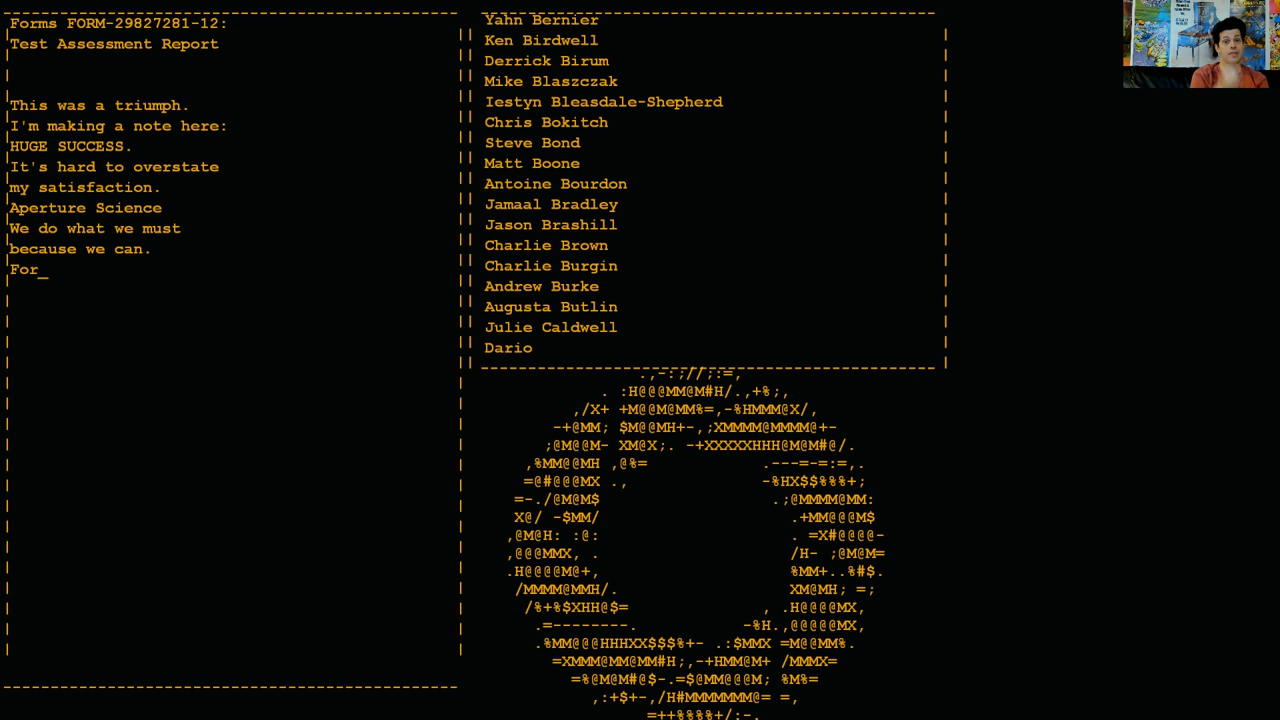 Forms FORM-29827281-12:
Test Assessment Report
This was a triumph.
I'm making a note here:
HUGE SUCCESS.
It's hard to overstate
my satisfaction.
Aperture Science
We do what we must
because we can.
For_
Yahn Bernier
Ken Birdwell
Derrick Birum
Mike Blaszczak
Iestyn Bleasdale-Shepherd
Chris Bokitch
Steve Bond
Matt Boone
Antoine Bourdon
Jamaal Bradley
Jason Brashill
Charlie Brown
Charlie Burgin
Andrew Burke
Augusta Butlin
Julie Caldwell
Dario